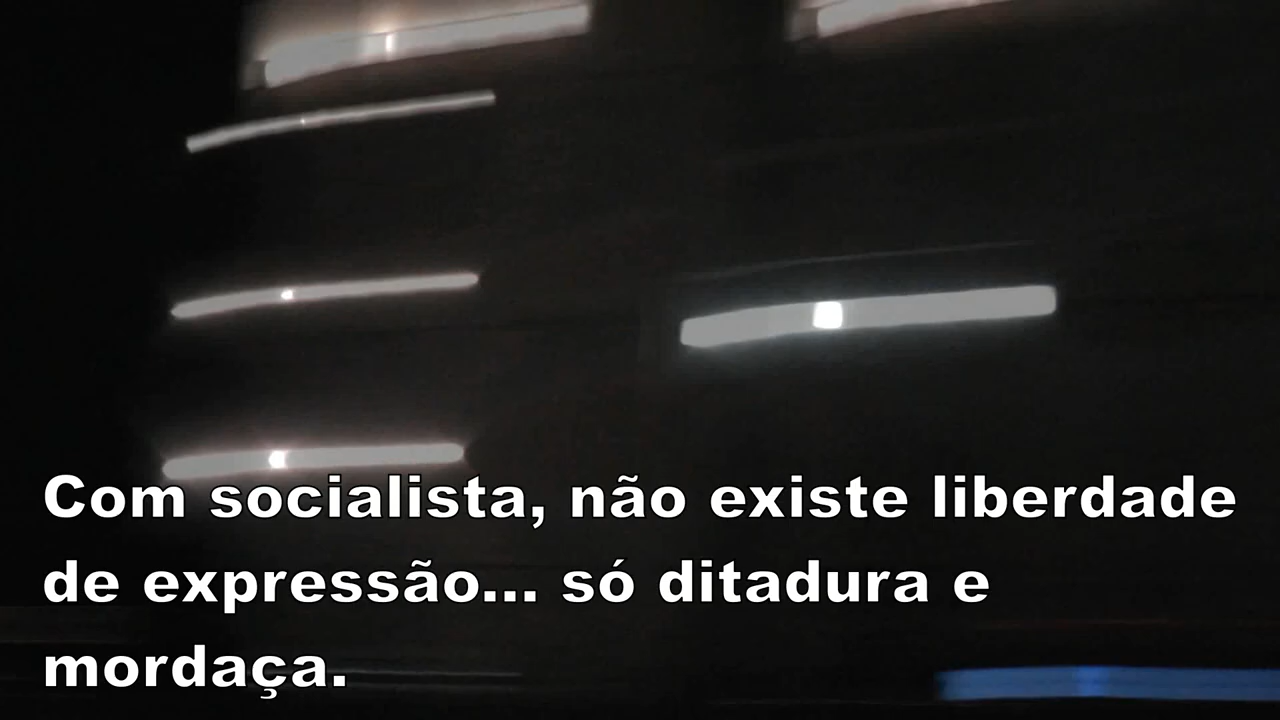 Com socialista, não existe liberdade
de expressão... só ditadura e
mordaça.